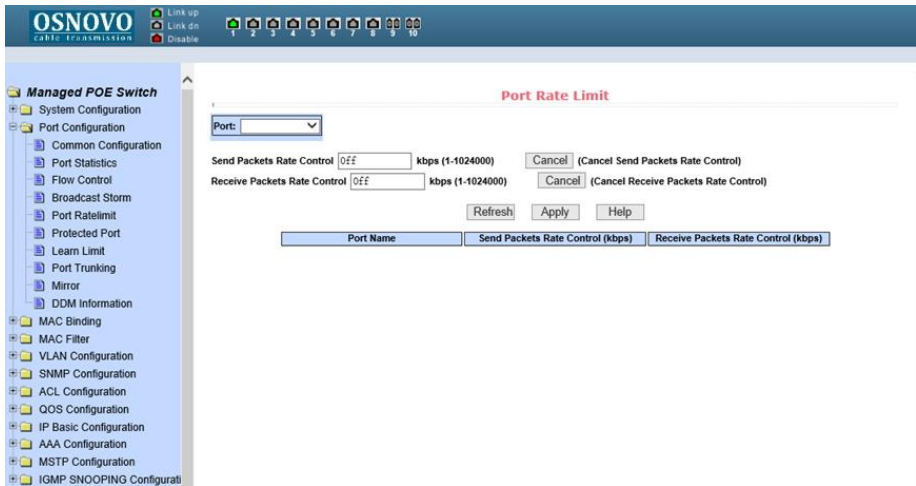 OSNOVO
cable transmission
Link up
Link dn
Disable
1 2 3 4 5 6 7 8 9 10
Managed POE Switch
System Configuration
Port Configuration
Common Configuration
Port Statistics
Flow Control
Broadcast Storm
Port Ratelimit
Protected Port
Learn Limit
Port Trunking
Mirror
DDM Information
MAC Binding
MAC Filter
VLAN Configuration
SNMP Configuration
ACL Configuration
QOS Configuration
IP Basic Configuration
AAA Configuration
MSTP Configuration
IGMP SNOOPING Configurati
Port Rate Limit
Port:
Send Packets Rate Control Off kbps (1-1024000) Cancel (Cancel Send Packets Rate Control)
Receive Packets Rate Control Off kbps (1-1024000) Cancel (Cancel Receive Packets Rate Control)
Refresh Apply Help
Port Name Send Packets Rate Control (kbps) Receive Packets Rate Control (kbps)